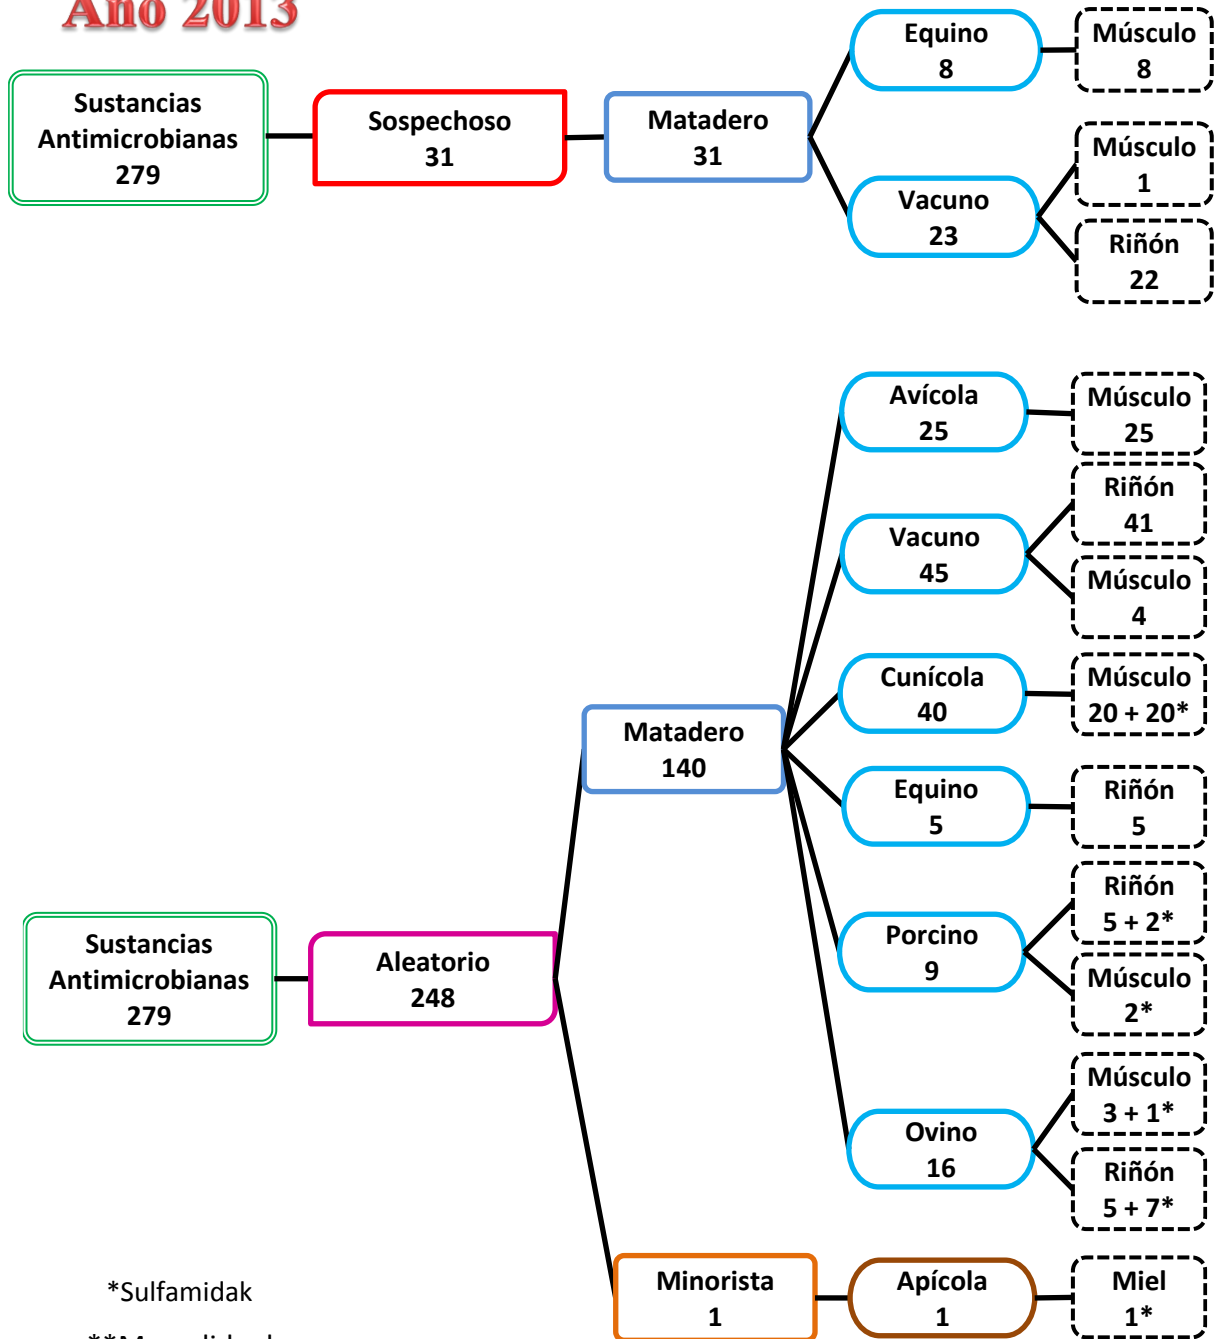 Año 2013
Sustancias
Antimicrobianas
279
Sospechoso
31
Matadero
31
Equino
8
Músculo
8
Vacuno
23
Músculo
1
Riñón
22
Avícola
25
Músculo
25
Vacuno
45
Riñón
41
Músculo
4
Cunícola
40
Músculo
20 + 20*
Matadero
140
Equino
5
Riñón
5
Sustancias
Antimicrobianas
279
Aleatorio
248
Porcino
9
Riñón
5 + 2*
Músculo
2*
Ovino
16
Músculo
3 + 1*
Riñón
5 + 7*
Minorista
1
Apícola
1
Miel
1*
*Sulfamidak